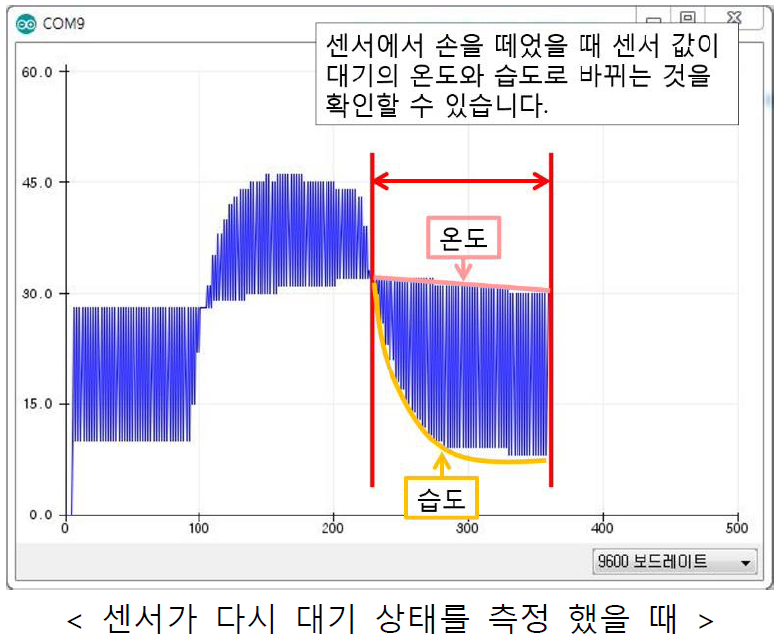 COM9
센서에서 손을 떼었을 때 센서 값이
대기의 온도와 습도로 바뀌는 것을
확인할 수 있습니다.
60.0
45.0
온도
30.0
15.0
습도
0.0
0 100 200 300 400 500
9600 보드레이트
< 센서가 다시 대기 상태를 측정 했을 때 >